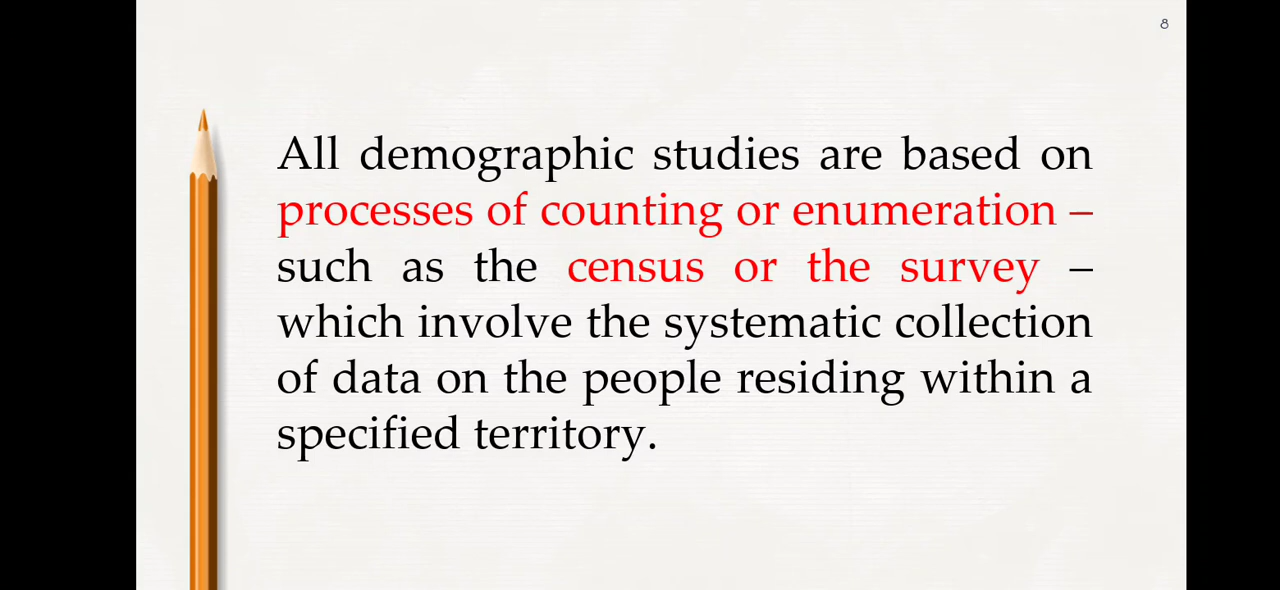 8
All demographic studies are based on
processes of counting or enumeration –
such as the census or the survey –
which involve the systematic collection
of data on the people residing within a
specified territory.